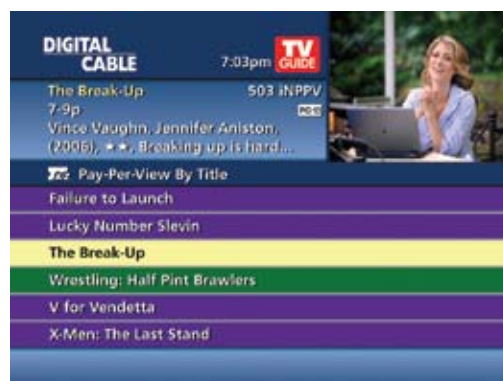 DIGITAL
CABLE
7:03pm
TV
GUIDE
The Break-Up 503 iNPPV
7-9p
Vince Vaughn, Jennifer Aniston,
(2006), ★★, Breaking up is hard...
Pay-Per-View By Title
Failure to Launch
Lucky Number Slevin
The Break-Up
Wrestling: Half Pint Brawlers
V for Vendetta
X-Men: The Last Stand